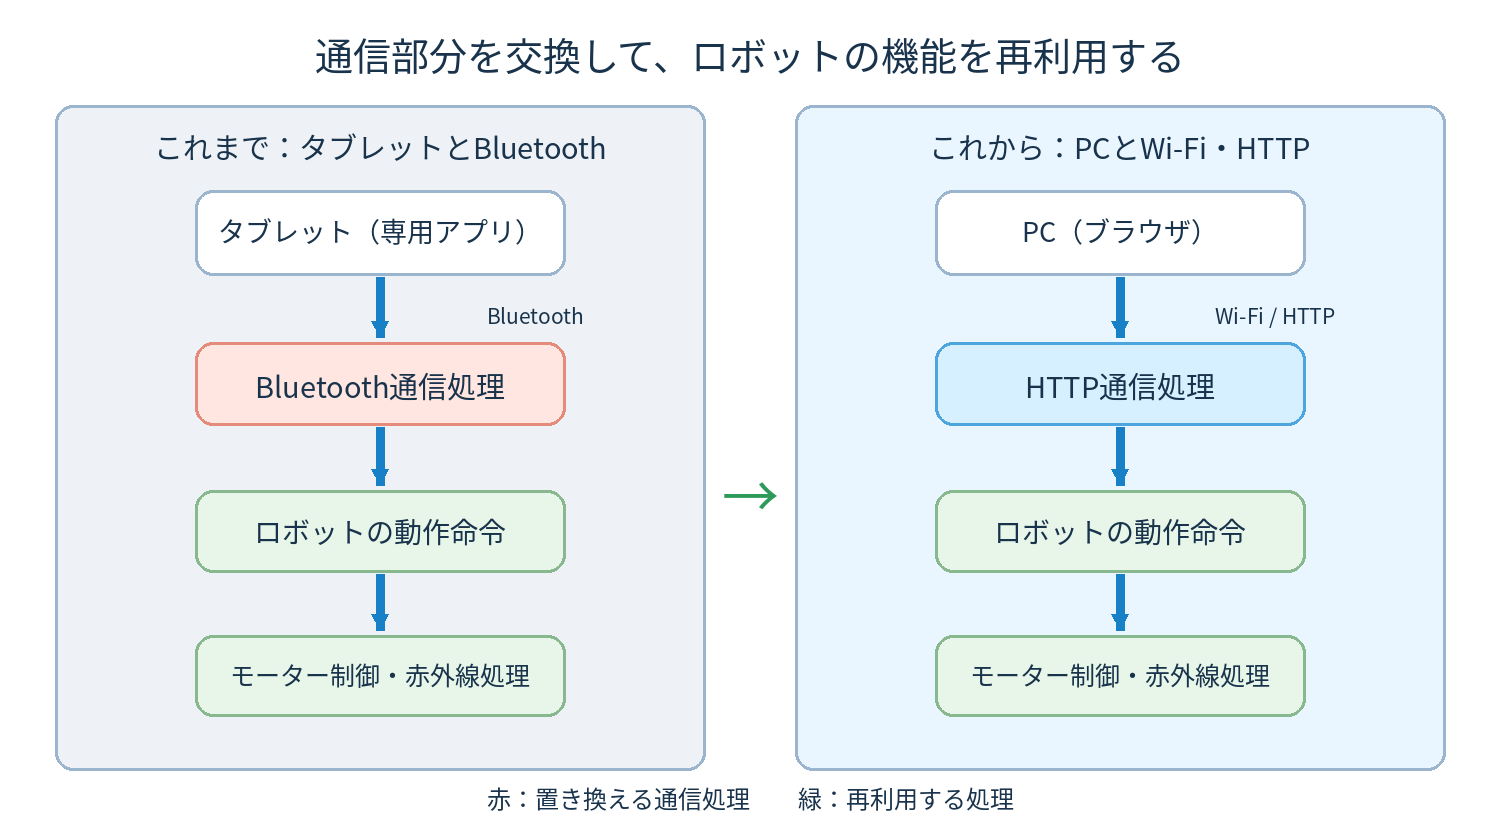 通信部分を交換して、ロボットの機能を再利用する
これまで：タブレットとBluetooth
タブレット（専用アプリ）
Bluetooth
Bluetooth通信処理
ロボットの動作命令
モーター制御・赤外線処理
→
これから：PCとWi-Fi・HTTP
PC（ブラウザ）
Wi-Fi / HTTP
HTTP通信処理
ロボットの動作命令
モーター制御・赤外線処理
赤：置き換える通信処理　　緑：再利用する処理